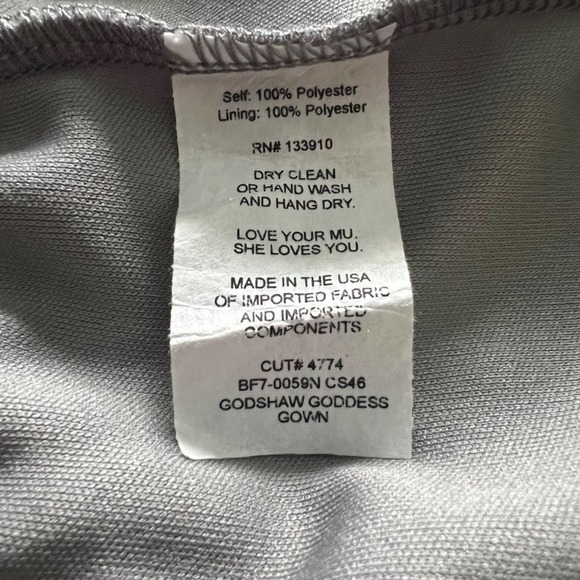 Self: 100% Polyester
Lining: 100% Polyester
RN# 133910
DRY CLEAN
OR HAND WASH
AND HANG DRY.
LOVE YOUR MU.
SHE LOVES YOU.
MADE IN THE USA
OF IMPORTED FABRIC
AND IMPORTED
COMPONENTS
CUT# 4774
BF7-0059N CS46
GODSHAW GODDESS
GOWN